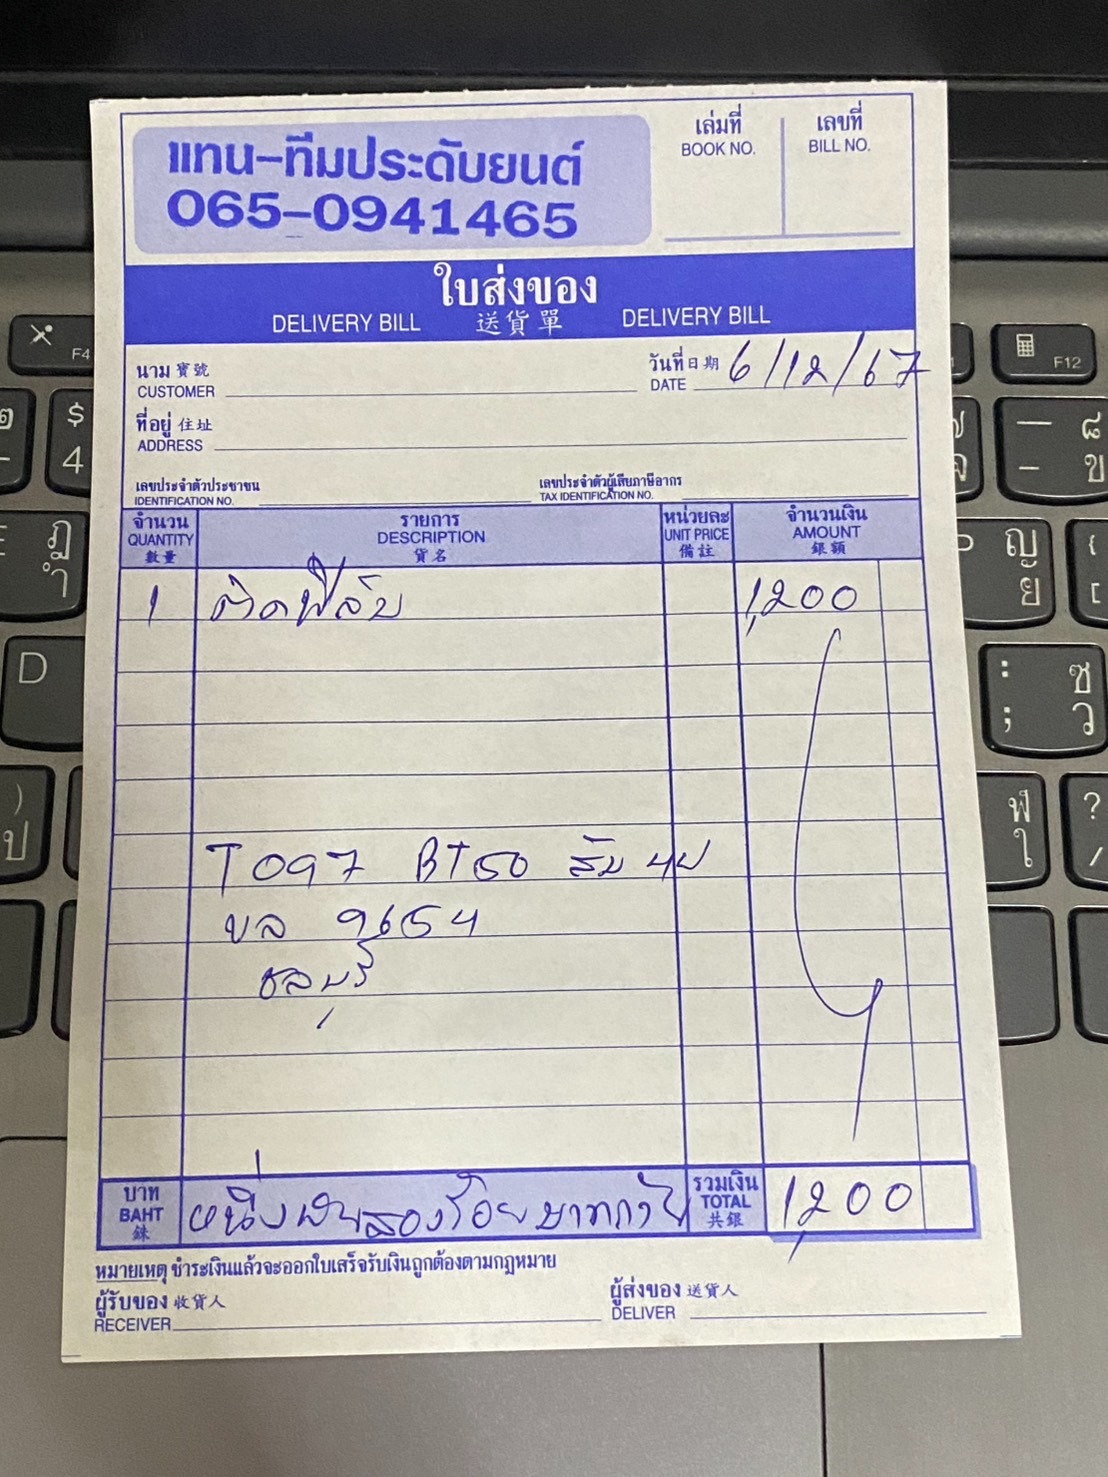 แทน-ทีมประดับยนต์
065-0941465
เล่มที่
BOOK NO.
เลขที่
BILL NO.
ใบส่งของ
DELIVERY BILL 送貨單 DELIVERY BILL
นาม 寶號
CUSTOMER
วันที่日期 6/12/67
DATE
ที่อยู่ 住址
ADDRESS
เลขประจำตัวประชาชน
IDENTIFICATION NO.
เลขประจำตัวผู้เสียภาษีอากร
TAX IDENTIFICATION NO.
จำนวน
QUANTITY
數量
รายการ
DESCRIPTION
貨名
หน่วยละ
UNIT PRICE
備註
จำนวนเงิน
AMOUNT
銀額
1 ติดฟิล์ม 1,200
T097 BT50
9654
ชลบุรี
บาท
BAHT
銖
หนึ่งพันสองร้อยบาทถ้วน
รวมเงิน
TOTAL
共銀
1,200
หมายเหตุ ชำระเงินแล้วจะออกใบเสร็จรับเงินถูกต้องตามกฎหมาย
ผู้รับของ 收貨人
RECEIVER
ผู้ส่งของ 送貨人
DELIVER
F4
F12
$
4
D